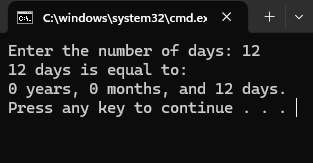 C:\windows\system32\cmd.ex
Enter the number of days: 12
12 days is equal to:
0 years, 0 months, and 12 days.
Press any key to continue . . .